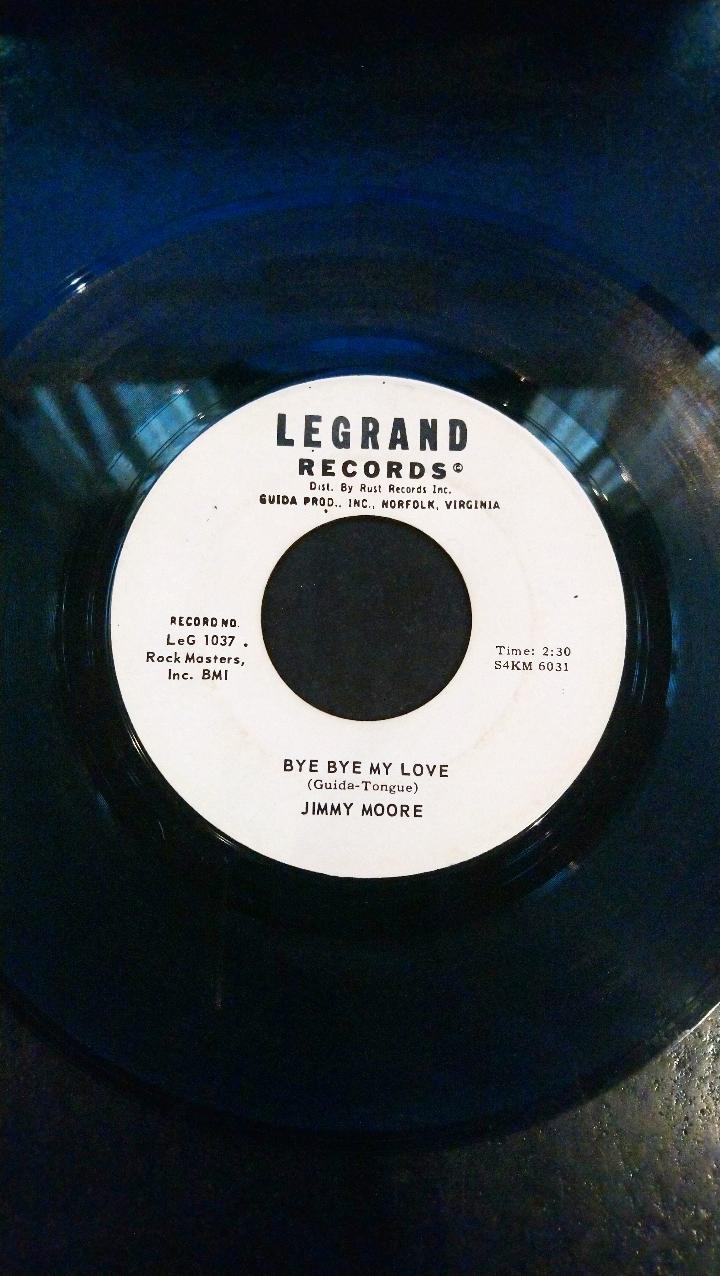 LEGRAND
RECORDS©
Dist. By Rust Records Inc.
GUIDA PROD., INC., NORFOLK, VIRGINIA
RECORD NO.
LeG 1037
Rock Masters,
Inc. BMI
Time: 2:30
S4KM 6031
BYE BYE MY LOVE
(Guida-Tongue)
JIMMY MOORE